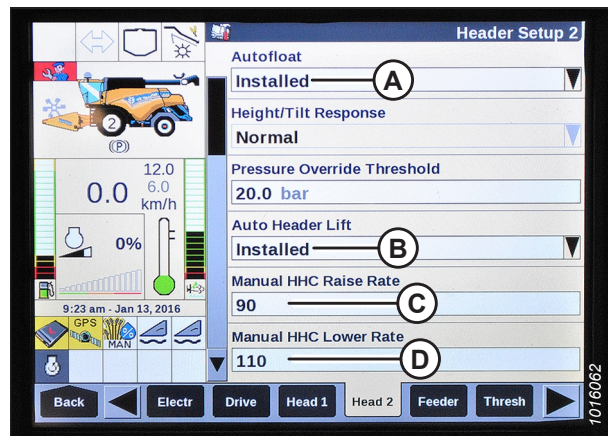 Header Setup 2
Autofloat
Installed
A
Height/Tilt Response
Normal
Pressure Override Threshold
20.0 bar
Auto Header Lift
Installed
B
Manual HHC Raise Rate
90
C
Manual HHC Lower Rate
110
D
2
(P)
12.0
0.0
6.0
km/h
0%
9:23 am - Jan 13, 2016
GPS
MAN
%
Back
Electr
Drive
Head 1
Head 2
Feeder
Thresh
1016062